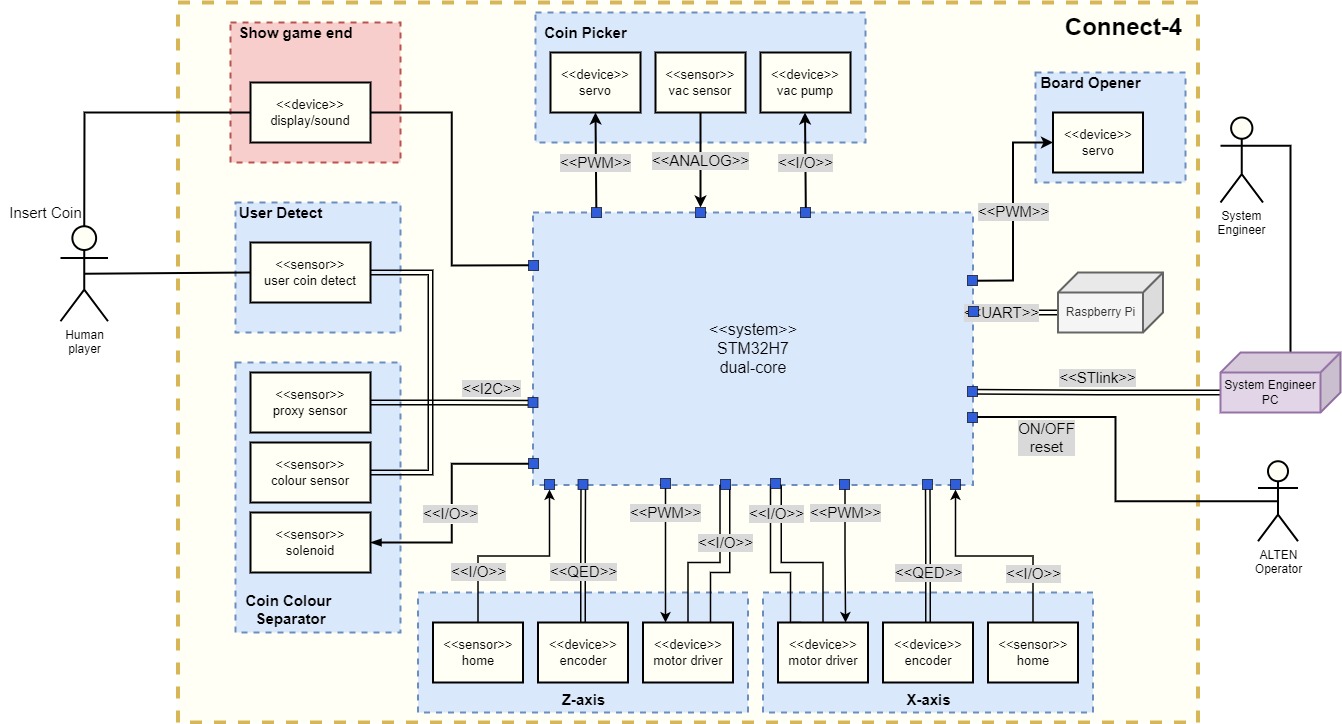 Connect-4
Show game end
<<device>>
display/sound
Coin Picker
<<device>>
servo
<<sensor>>
vac sensor
<<device>>
vac pump
<<PWM>>
<<ANALOG>>
<<I/O>>
Board Opener
<<device>>
servo
<<PWM>>
System
Engineer
Insert Coin
Human
player
User Detect
<<sensor>>
user coin detect
<<system>>
STM32H7
dual-core
<<UART>>
Raspberry Pi
<<STlink>>
System Engineer
PC
ON/OFF
reset
ALTEN
Operator
<<sensor>>
proxy sensor
<<sensor>>
colour sensor
<<sensor>>
solenoid
Coin Colour
Separator
<<I2C>>
<<I/O>>
<<I/O>>
<<QED>>
<<PWM>>
<<I/O>>
<<I/O>>
<<PWM>>
<<QED>>
<<I/O>>
<<sensor>>
home
<<device>>
encoder
<<device>>
motor driver
Z-axis
<<device>>
motor driver
<<device>>
encoder
<<sensor>>
home
X-axis